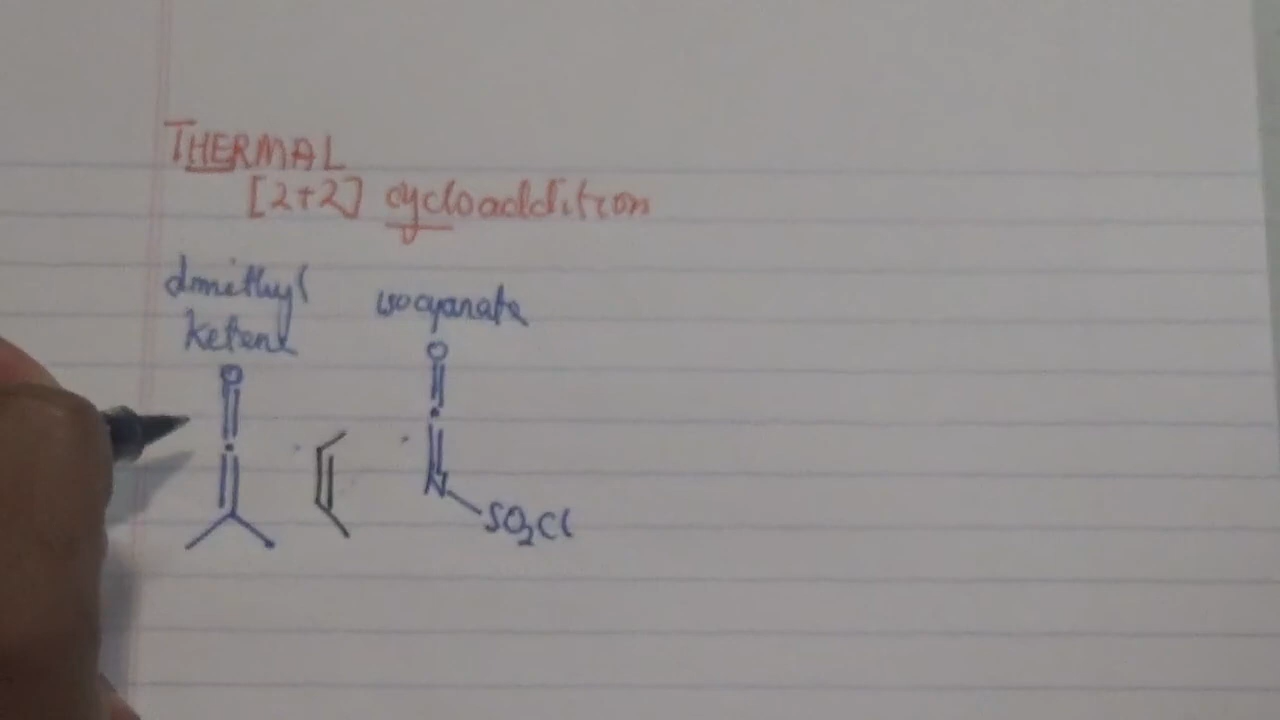 THERMAL
[2+2] cycloaddition
dimethyl
ketene
isocyanate
O
O
N
SO₂Cl